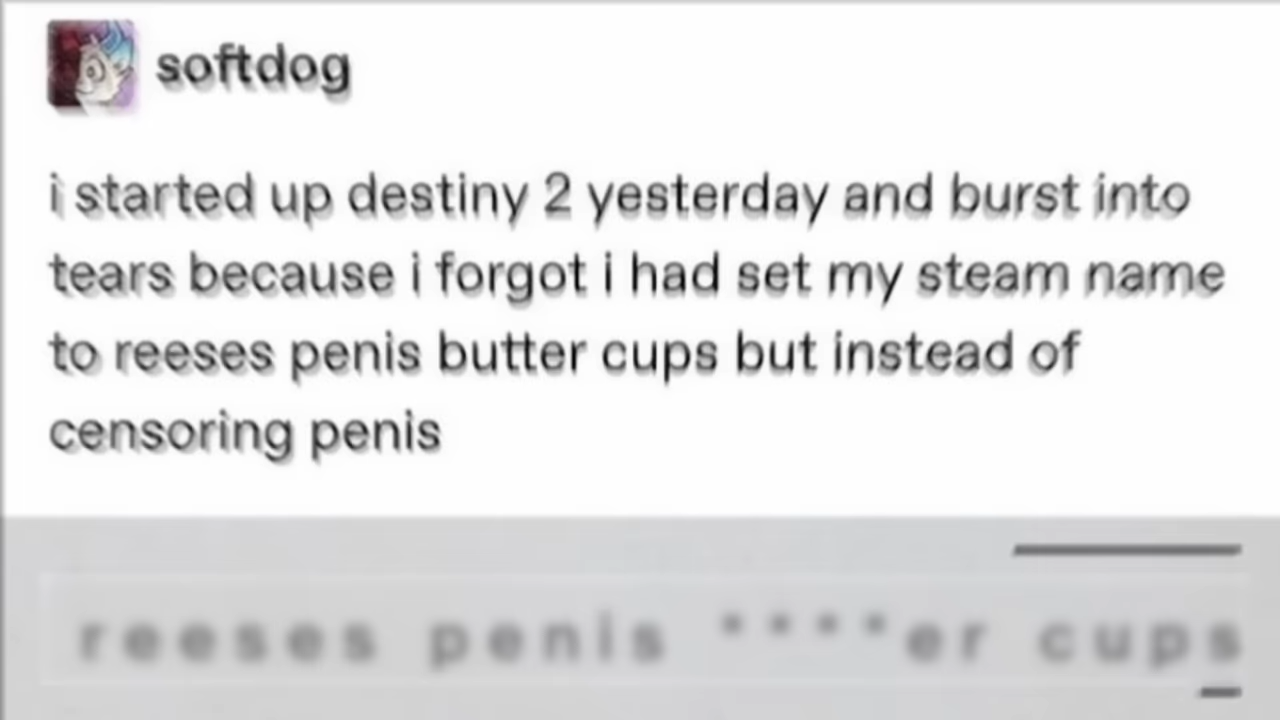 softdog
i started up destiny 2 yesterday and burst into
tears because i forgot i had set my steam name
to reeses penis butter cups but instead of
censoring penis
reeses penis ****er cups